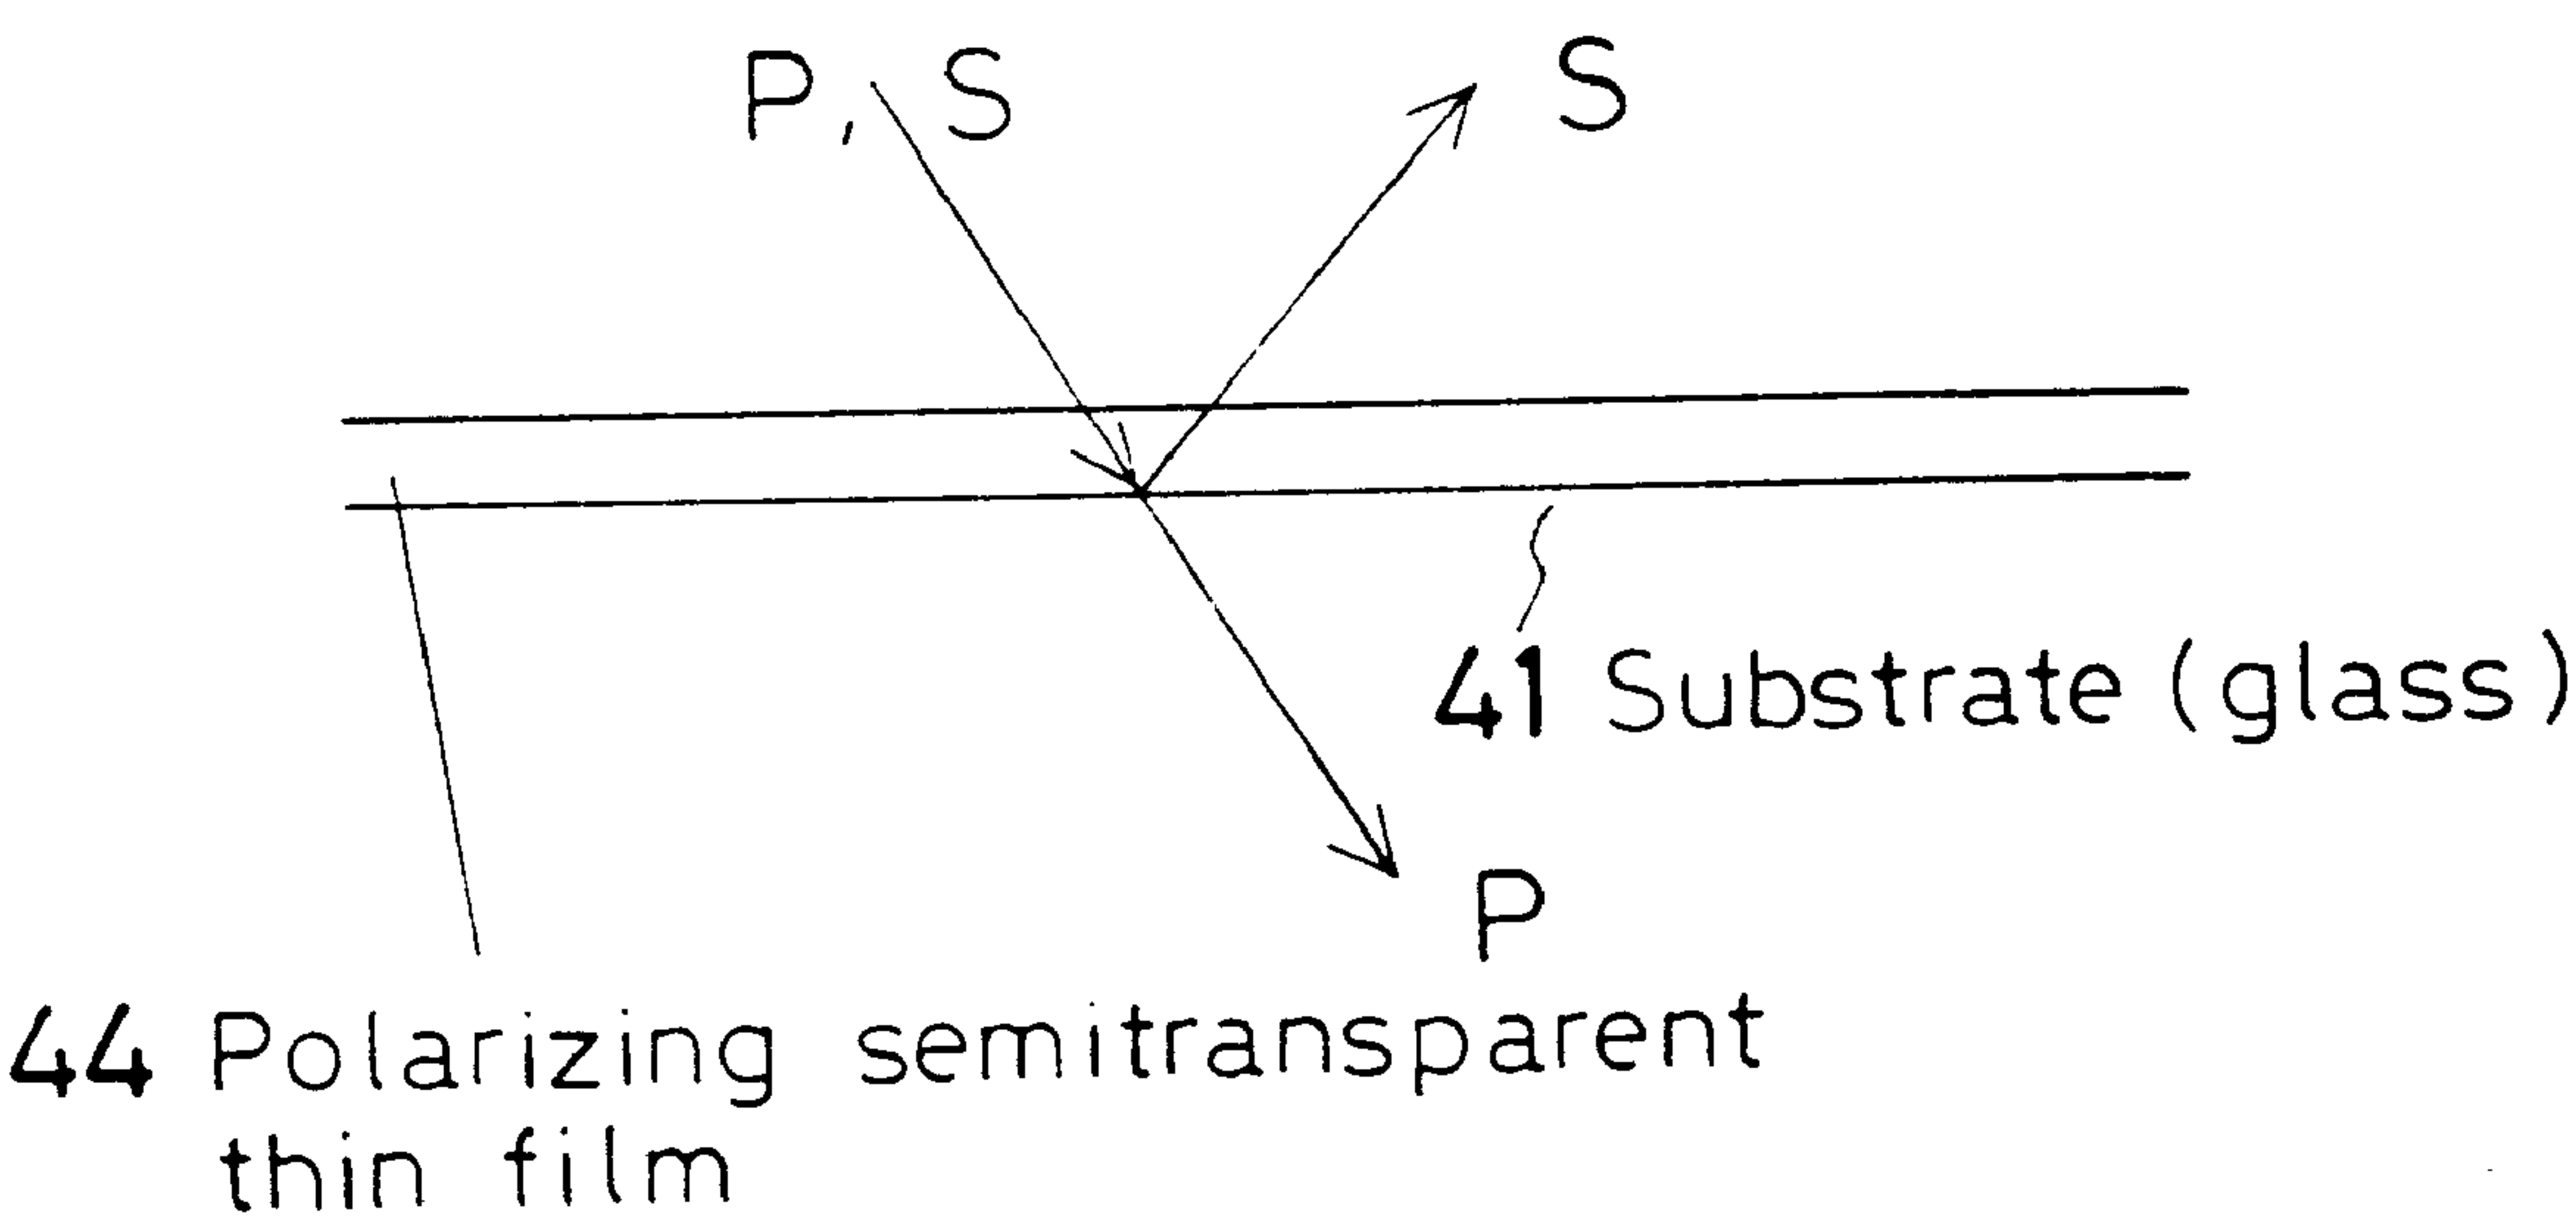 P, S
S
41 Substrate (glass)
P
44 Polarizing semitransparent
thin film